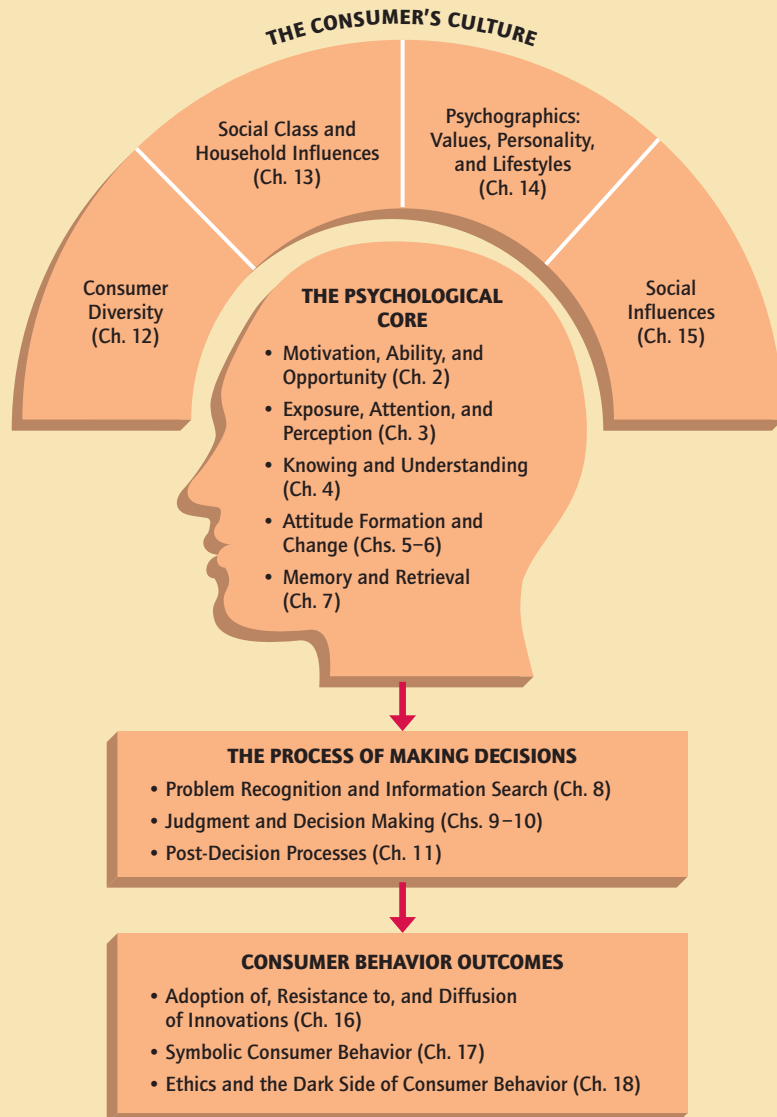 THE CONSUMER'S CULTURE
Social Class and
Household Influences
(Ch. 13)
Psychographics:
Values, Personality,
and Lifestyles
(Ch. 14)
Consumer
Diversity
(Ch. 12)
Social
Influences
(Ch. 15)
THE PSYCHOLOGICAL
CORE
• Motivation, Ability, and
Opportunity (Ch. 2)
• Exposure, Attention, and
Perception (Ch. 3)
• Knowing and Understanding
(Ch. 4)
• Attitude Formation and
Change (Chs. 5–6)
• Memory and Retrieval
(Ch. 7)
THE PROCESS OF MAKING DECISIONS
• Problem Recognition and Information Search (Ch. 8)
• Judgment and Decision Making (Chs. 9–10)
• Post-Decision Processes (Ch. 11)
CONSUMER BEHAVIOR OUTCOMES
• Adoption of, Resistance to, and Diffusion
of Innovations (Ch. 16)
• Symbolic Consumer Behavior (Ch. 17)
• Ethics and the Dark Side of Consumer Behavior (Ch. 18)